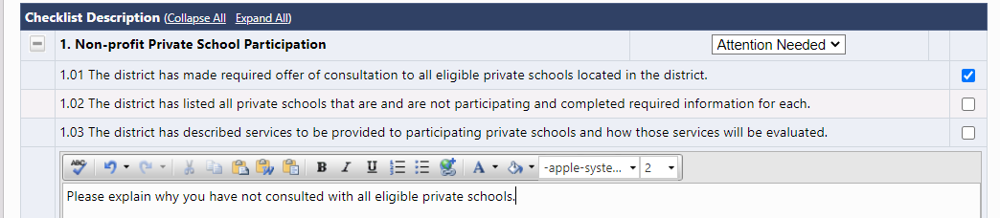 Checklist Description (Collapse All Expand All)
1. Non-profit Private School Participation Attention Needed
1.01 The district has made required offer of consultation to all eligible private schools located in the district.
1.02 The district has listed all private schools that are and are not participating and completed required information for each.
1.03 The district has described services to be provided to participating private schools and how those services will be evaluated.
ABC B I U A -apple-syste... 2
Please explain why you have not consulted with all eligible private schools.